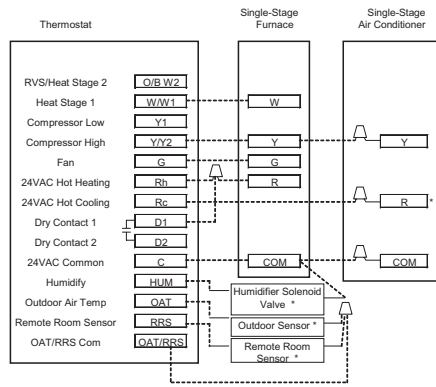 Single-Stage
Furnace
Single-Stage
Air Conditioner
Thermostat
RVS/Heat Stage 2 O/B W2
Heat Stage 1 W/W1 W
Compressor Low Y1
Compressor High Y/Y2 Y Y
Fan G G
24VAC Hot Heating Rh R
24VAC Hot Cooling Rc R *
Dry Contact 1 D1
Dry Contact 2 D2
24VAC Common C COM COM
Humidify HUM
Humidifier Solenoid
Valve *
Outdoor Air Temp OAT
Outdoor Sensor *
Remote Room Sensor RRS
Remote Room
Sensor *
OAT/RRS Com OAT/RRS